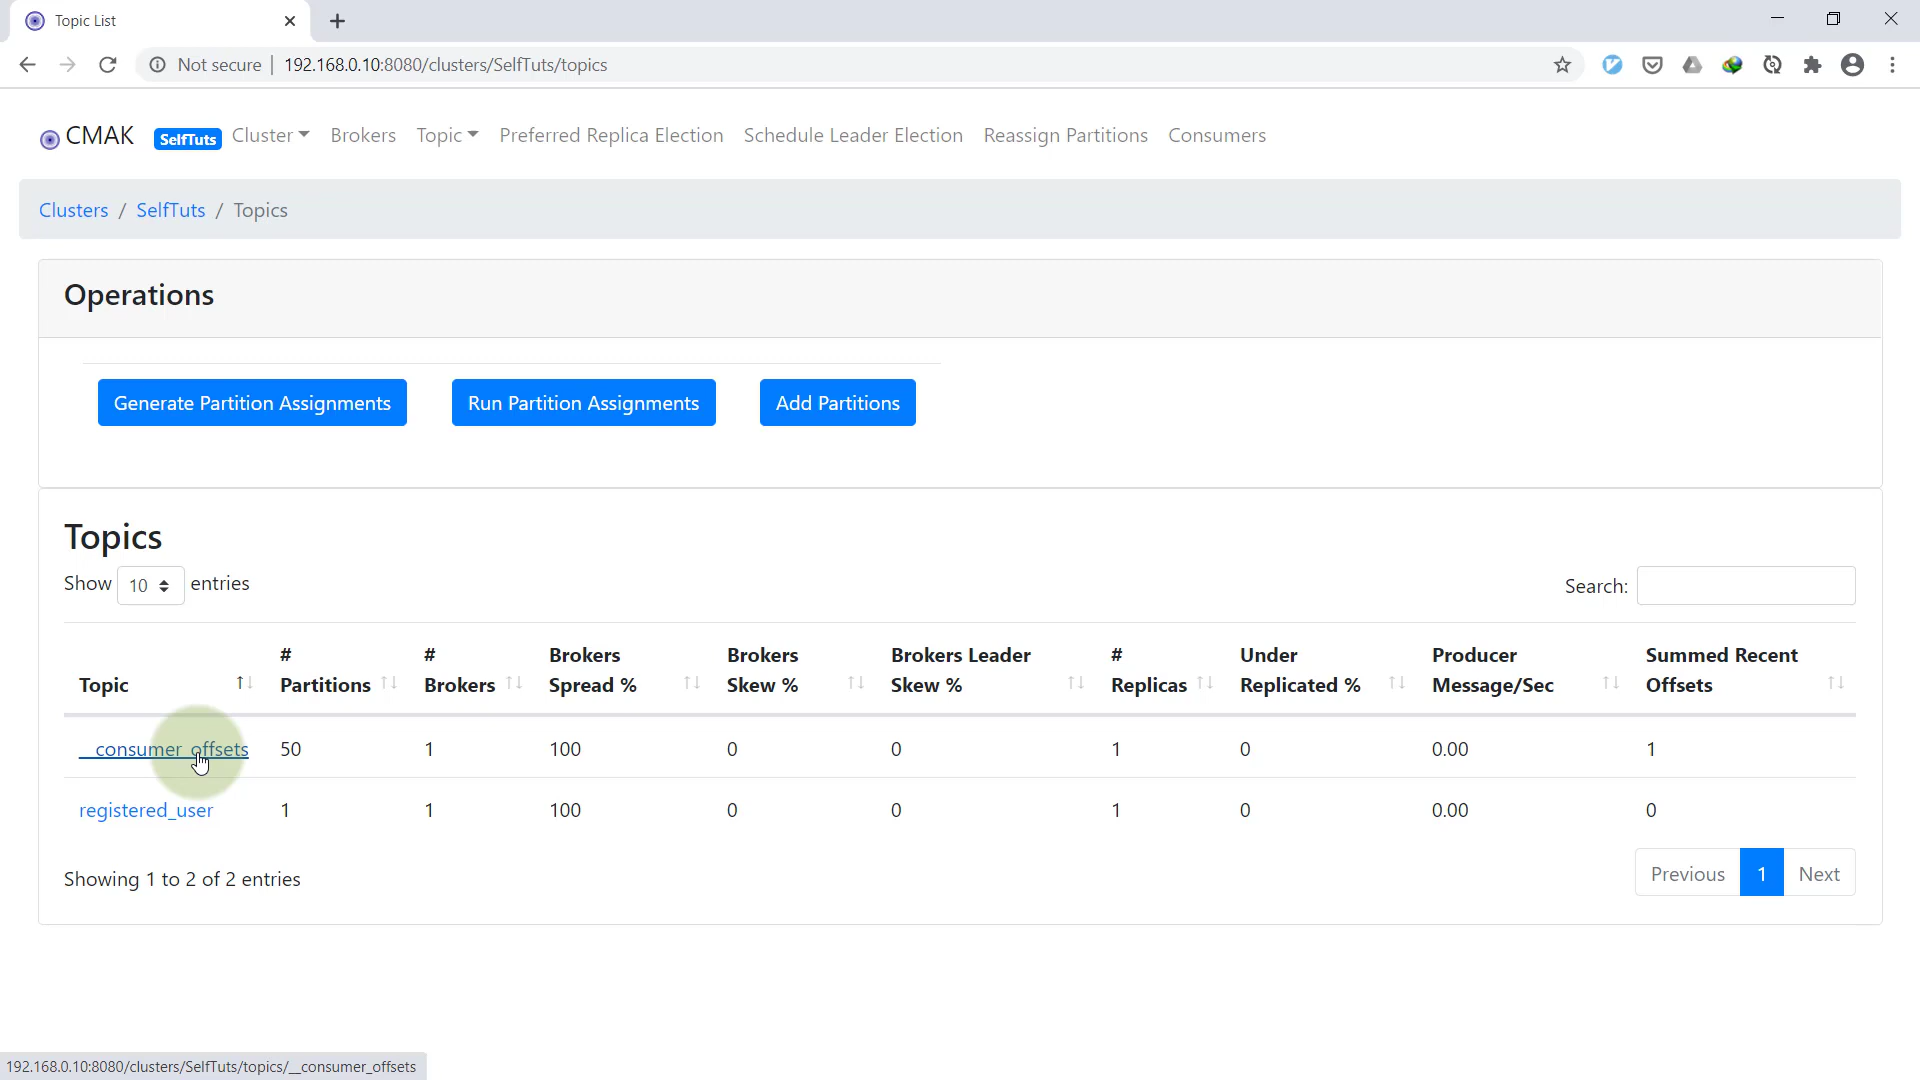 Topic List
Not secure 192.168.0.10:8080/clusters/SelfTuts/topics
CMAK SelfTuts Cluster Brokers Topic Preferred Replica Election Schedule Leader Election Reassign Partitions Consumers
Clusters / SelfTuts / Topics
Operations
Generate Partition Assignments Run Partition Assignments Add Partitions
Topics
Show 10 entries Search:
Topic # Partitions # Brokers Brokers Spread % Brokers Skew % Brokers Leader Skew % # Replicas Under Replicated % Producer Message/Sec Summed Recent Offsets
__consumer_offsets 50 1 100 0 0 1 0 0.00 1
registered_user 1 1 100 0 0 1 0 0.00 0
Showing 1 to 2 of 2 entries Previous 1 Next
192.168.0.10:8080/clusters/SelfTuts/topics/__consumer_offsets